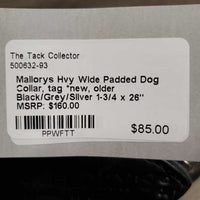 The Tack Collector
500632-93
Mallorys Hvy Wide Padded Dog
Collar, tag *new, older
Black/Grey/Silver 1-3/4 x 26"
MSRP: $160.00
PPWFTT
$85.00